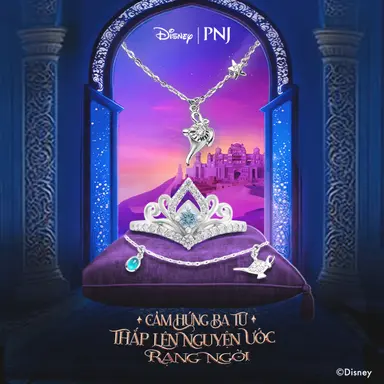 Disney | PNJ
CẢM HỨNG BA TƯ
THẮP LÊN NGUYỆN ƯỚC
RẠNG NGỜI
©Disney